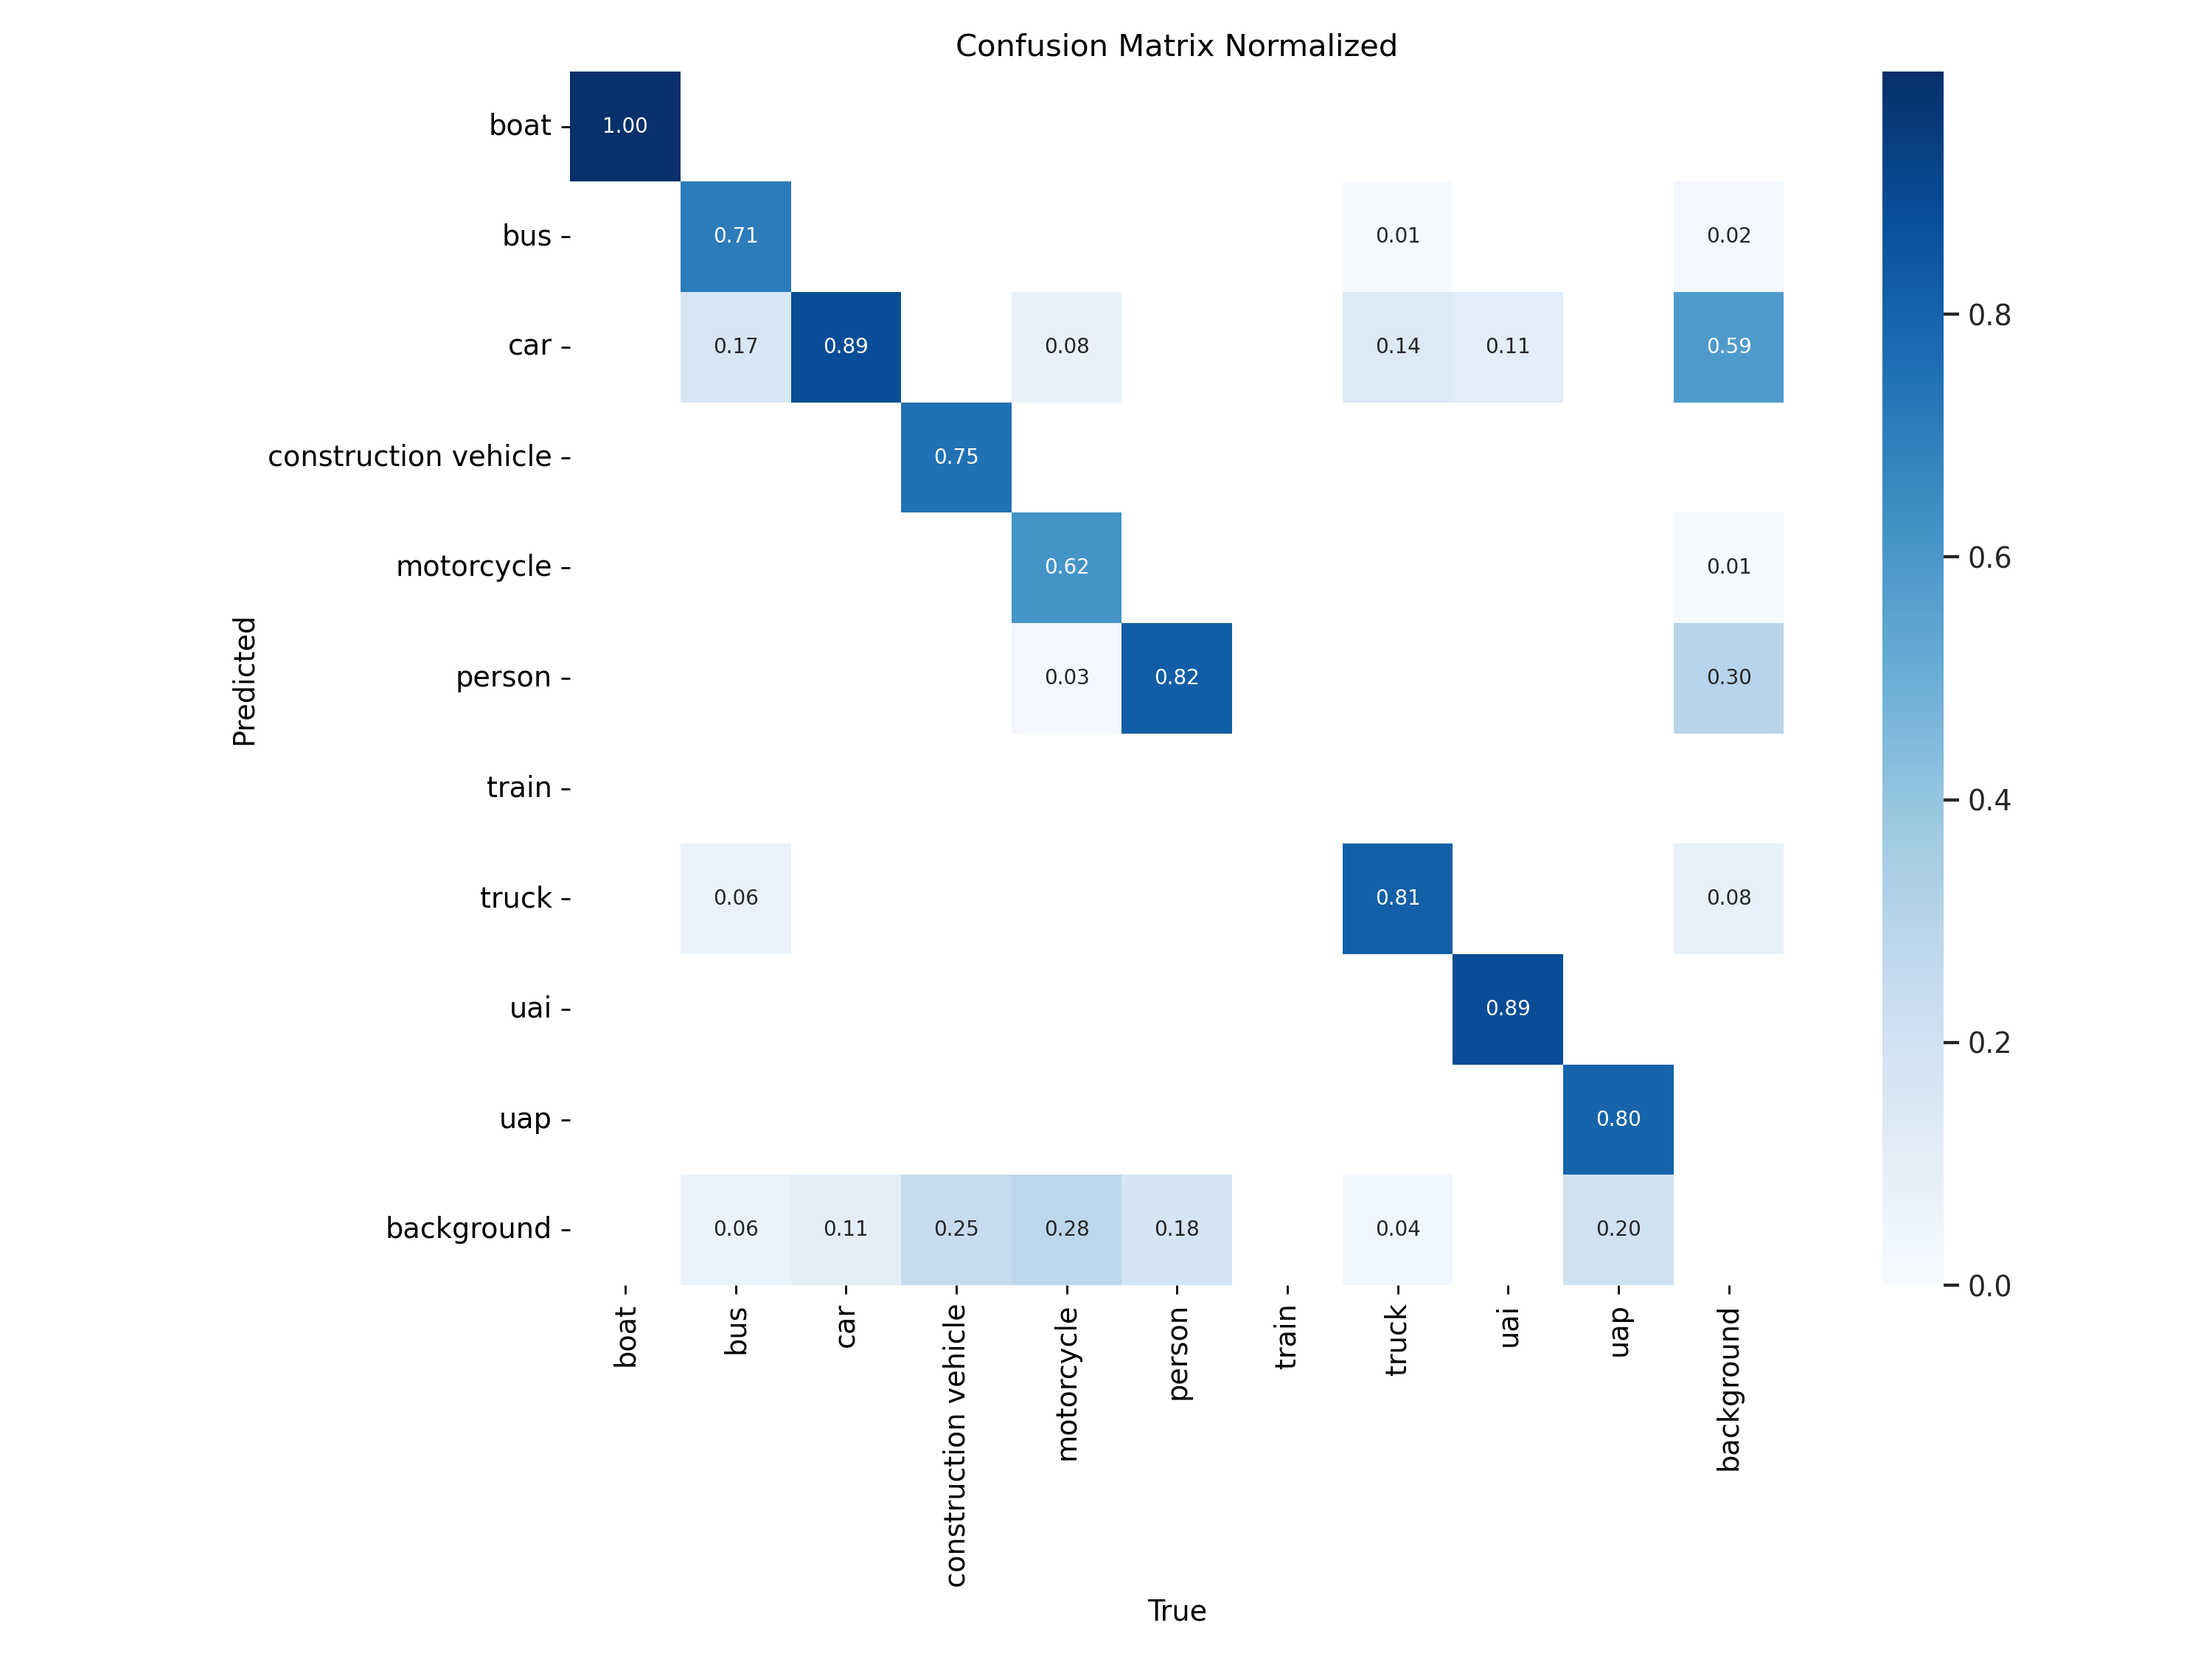 Confusion Matrix Normalized
boat
1.00
bus
0.71
0.01
0.02
car
0.17
0.89
0.08
0.14
0.11
0.59
construction vehicle
0.75
motorcycle
0.62
0.01
person
0.03
0.82
0.30
train
truck
0.06
0.81
0.08
uai
0.89
uap
0.80
background
0.06
0.11
0.25
0.28
0.18
0.04
0.20
Predicted
boat
bus
car
construction vehicle
motorcycle
person
train
truck
uai
uap
background
True
0.8
0.6
0.4
0.2
0.0